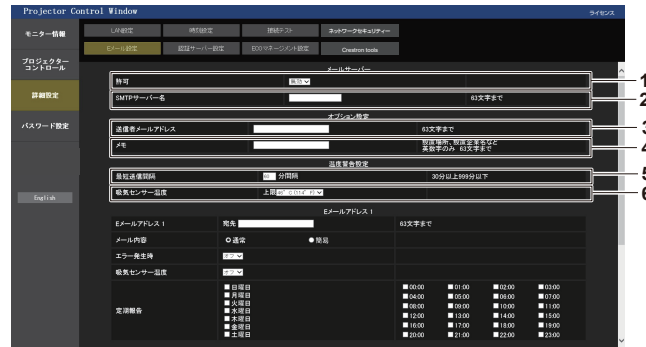 Projector Control Window
ライセンス
モニター情報
プロジェクター
コントロール
詳細設定
パスワード設定
English
LAN設定 時刻設定 接続テスト ネットワークセキュリティー
Eメール設定 認証サーバー設定 ECOマネージメント設定 Crestron tools
メールサーバー
許可 無効 1
SMTPサーバー名 63文字まで 2
オプション設定
送信者メールアドレス 63文字まで 3
メモ 設置場所、設置企業名など 4
英数字のみ 63文字まで
温度警告設定
最短送信間隔 分間隔 30分以上999分以下 5
吸気センサー温度 上限 6
Eメールアドレス 1
Eメールアドレス 1 宛先 63文字まで
メール内容 通常 簡易
エラー発生時 オフ
吸気センサー温度 オフ
定期報告
日曜日 00:00 01:00 02:00 03:00
月曜日 04:00 05:00 06:00 07:00
火曜日 08:00 09:00 10:00 11:00
水曜日 12:00 13:00 14:00 15:00
木曜日 16:00 17:00 18:00 19:00
金曜日 20:00 21:00 22:00 23:00
土曜日